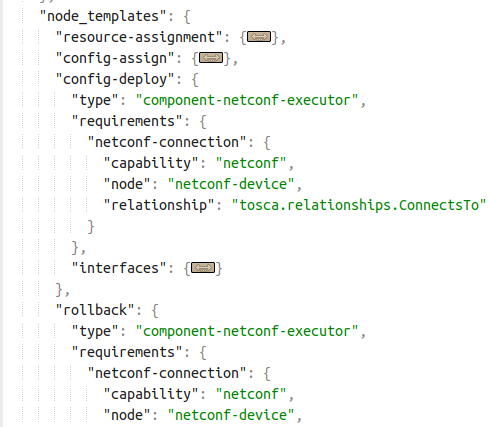 },
"node_templates": {
"resource-assignment": {},
"config-assign": {},
"config-deploy": {
"type": "component-netconf-executor",
"requirements": {
"netconf-connection": {
"capability": "netconf",
"node": "netconf-device",
"relationship": "tosca.relationships.ConnectsTo"
}
},
"interfaces": {}
},
"rollback": {
"type": "component-netconf-executor",
"requirements": {
"netconf-connection": {
"capability": "netconf",
"node": "netconf-device",